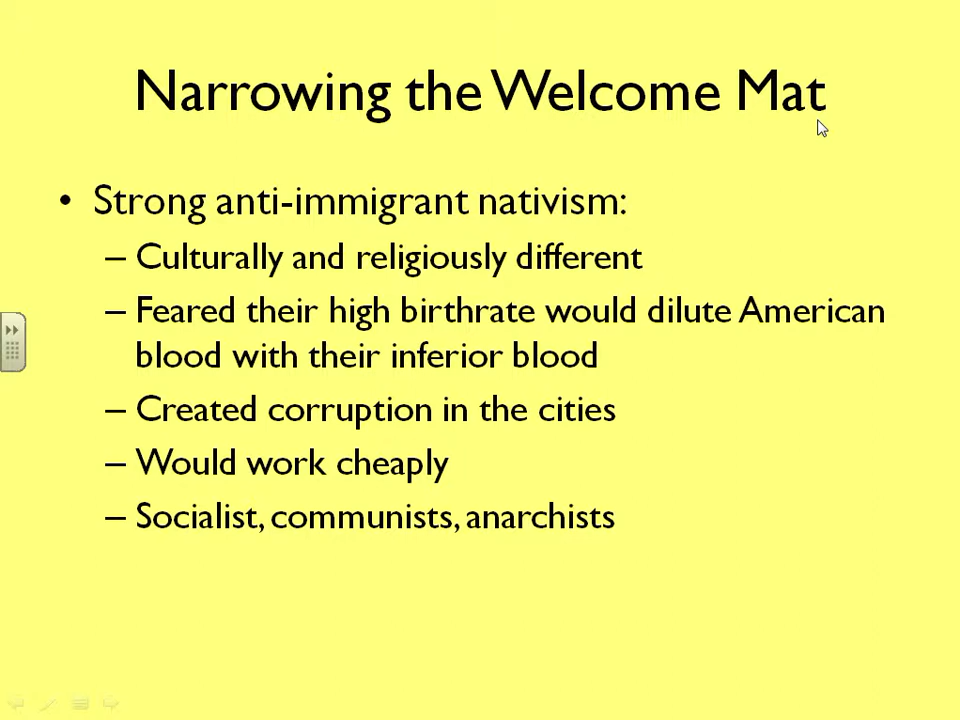 Narrowing the Welcome Mat
• Strong anti-immigrant nativism:
– Culturally and religiously different
– Feared their high birthrate would dilute American
blood with their inferior blood
– Created corruption in the cities
– Would work cheaply
– Socialist, communists, anarchists